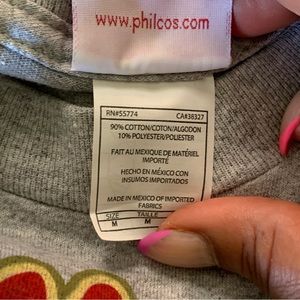 www.philcos.com
RN#55774 CA#38327
90% COTTON/COTON/ALGODON
10% POLYESTER/POLIESTER
FAIT AU MEXIQUE DE MATÉRIEL
IMPORTÉ
HECHO EN MÉXICO CON
INSUMOS IMPORTADOS
MADE IN MEXICO OF IMPORTED
FABRICS
SIZE TAILLE
M M